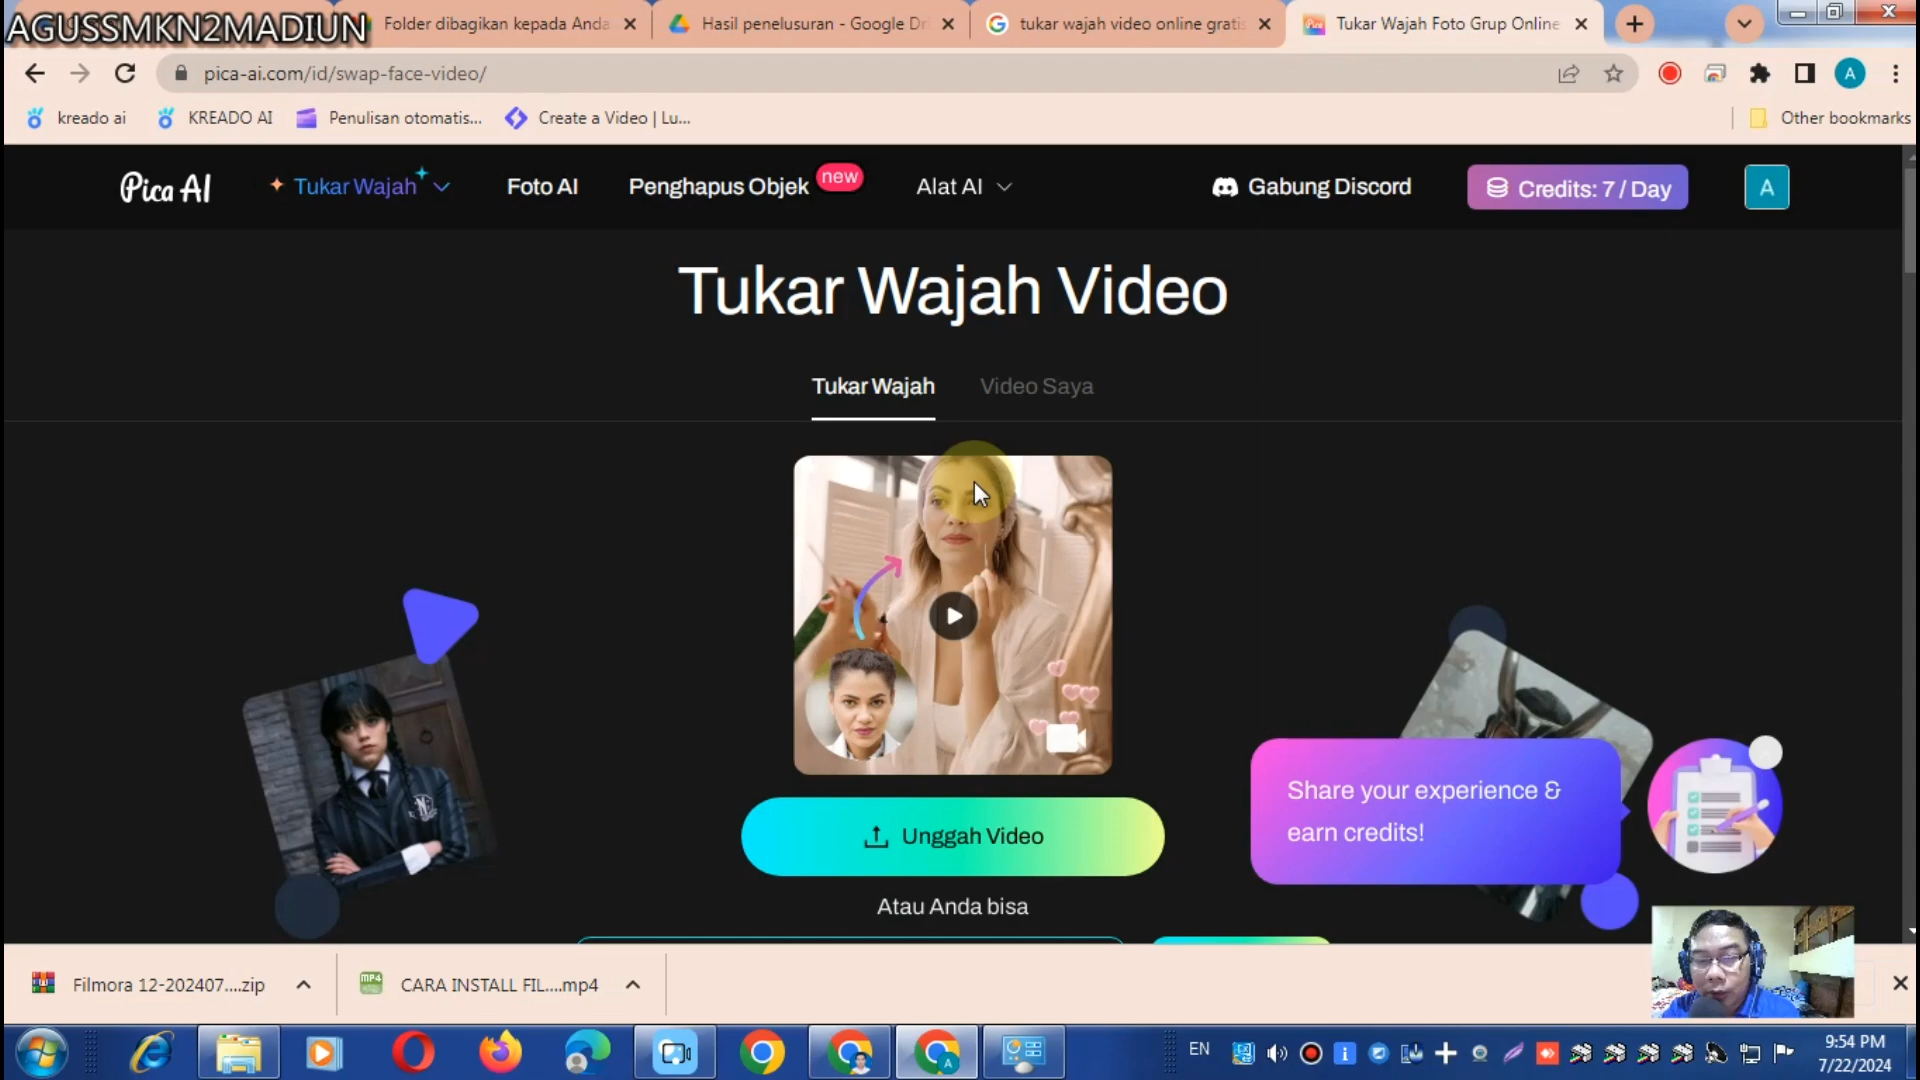 AGUSSMKN2MADIUN
Folder dibagikan kepada Anda
Hasil penelusuran - Google Dri
tukar wajah video online gratis
Tukar Wajah Foto Grup Online
pica-ai.com/id/swap-face-video/
A
kreado ai
KREADO AI
Penulisan otomatis...
Create a Video | Lu...
Other bookmarks
Pica AI
Tukar Wajah
Foto AI
Penghapus Objek
new
Alat AI
Gabung Discord
Credits: 7 / Day
A
Tukar Wajah Video
Tukar Wajah
Video Saya
Unggah Video
Atau Anda bisa
Share your experience &
earn credits!
Filmora 12-202407....zip
MP4
CARA INSTALL FIL....mp4
EN
9:54 PM
7/22/2024